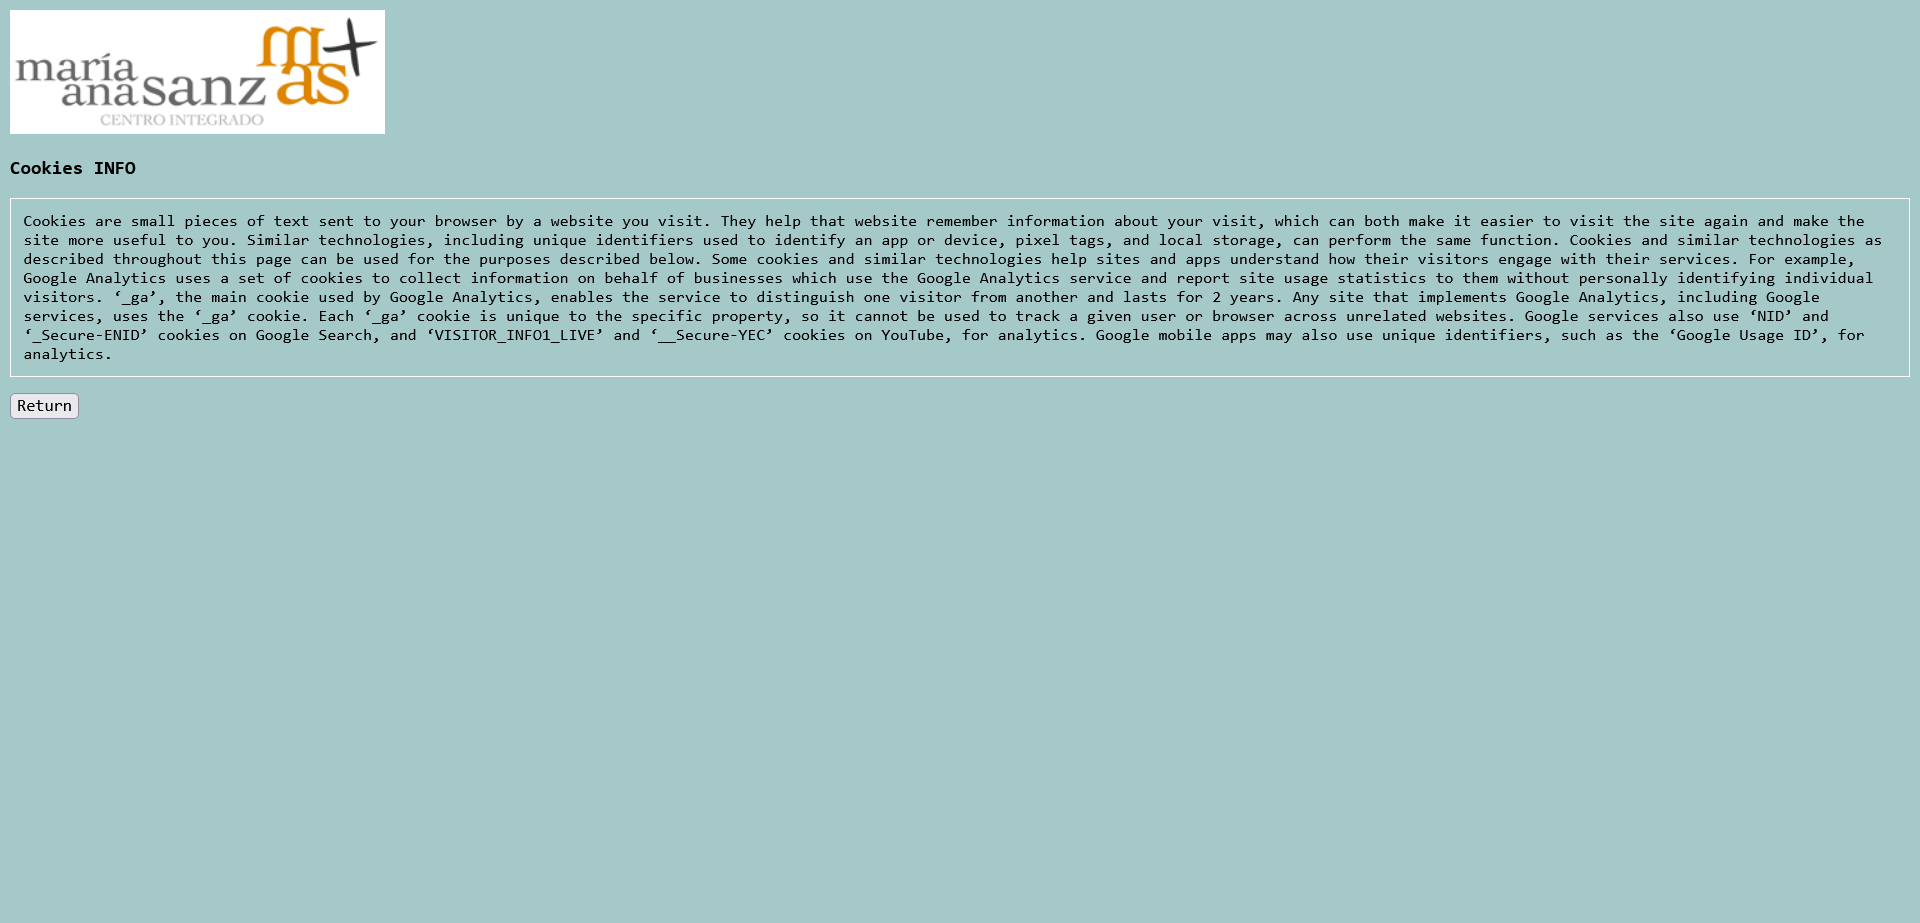 maría
ana sanz
m+
as
CENTRO INTEGRADO
Cookies INFO
Cookies are small pieces of text sent to your browser by a website you visit. They help that website remember information about your visit, which can both make it easier to visit the site again and make the
site more useful to you. Similar technologies, including unique identifiers used to identify an app or device, pixel tags, and local storage, can perform the same function. Cookies and similar technologies as
described throughout this page can be used for the purposes described below. Some cookies and similar technologies help sites and apps understand how their visitors engage with their services. For example,
Google Analytics uses a set of cookies to collect information on behalf of businesses which use the Google Analytics service and report site usage statistics to them without personally identifying individual
visitors. ‘_ga’, the main cookie used by Google Analytics, enables the service to distinguish one visitor from another and lasts for 2 years. Any site that implements Google Analytics, including Google
services, uses the ‘_ga’ cookie. Each ‘_ga’ cookie is unique to the specific property, so it cannot be used to track a given user or browser across unrelated websites. Google services also use ‘NID’ and
‘_Secure-ENID’ cookies on Google Search, and ‘VISITOR_INFO1_LIVE’ and ‘__Secure-YEC’ cookies on YouTube, for analytics. Google mobile apps may also use unique identifiers, such as the ‘Google Usage ID’, for
analytics.
Return